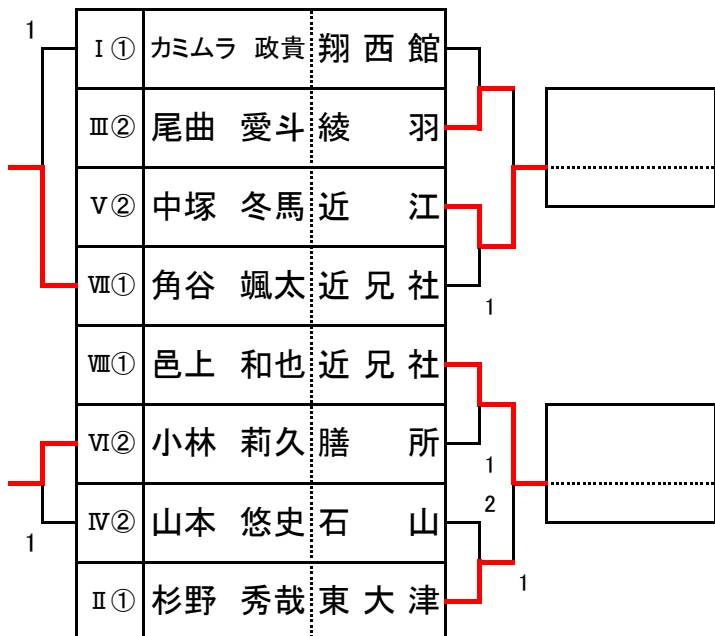 1
Ⅰ① カミムラ 政貴 翔西館
Ⅲ② 尾曲 愛斗 綾羽
Ⅴ② 中塚 冬馬 近江
Ⅶ① 角谷 颯太 近兄社
1
Ⅷ① 邑上 和也 近兄社
Ⅵ② 小林 莉久 膳所
1
2
Ⅳ② 山本 悠史 石山
1
Ⅱ① 杉野 秀哉 東大津
1